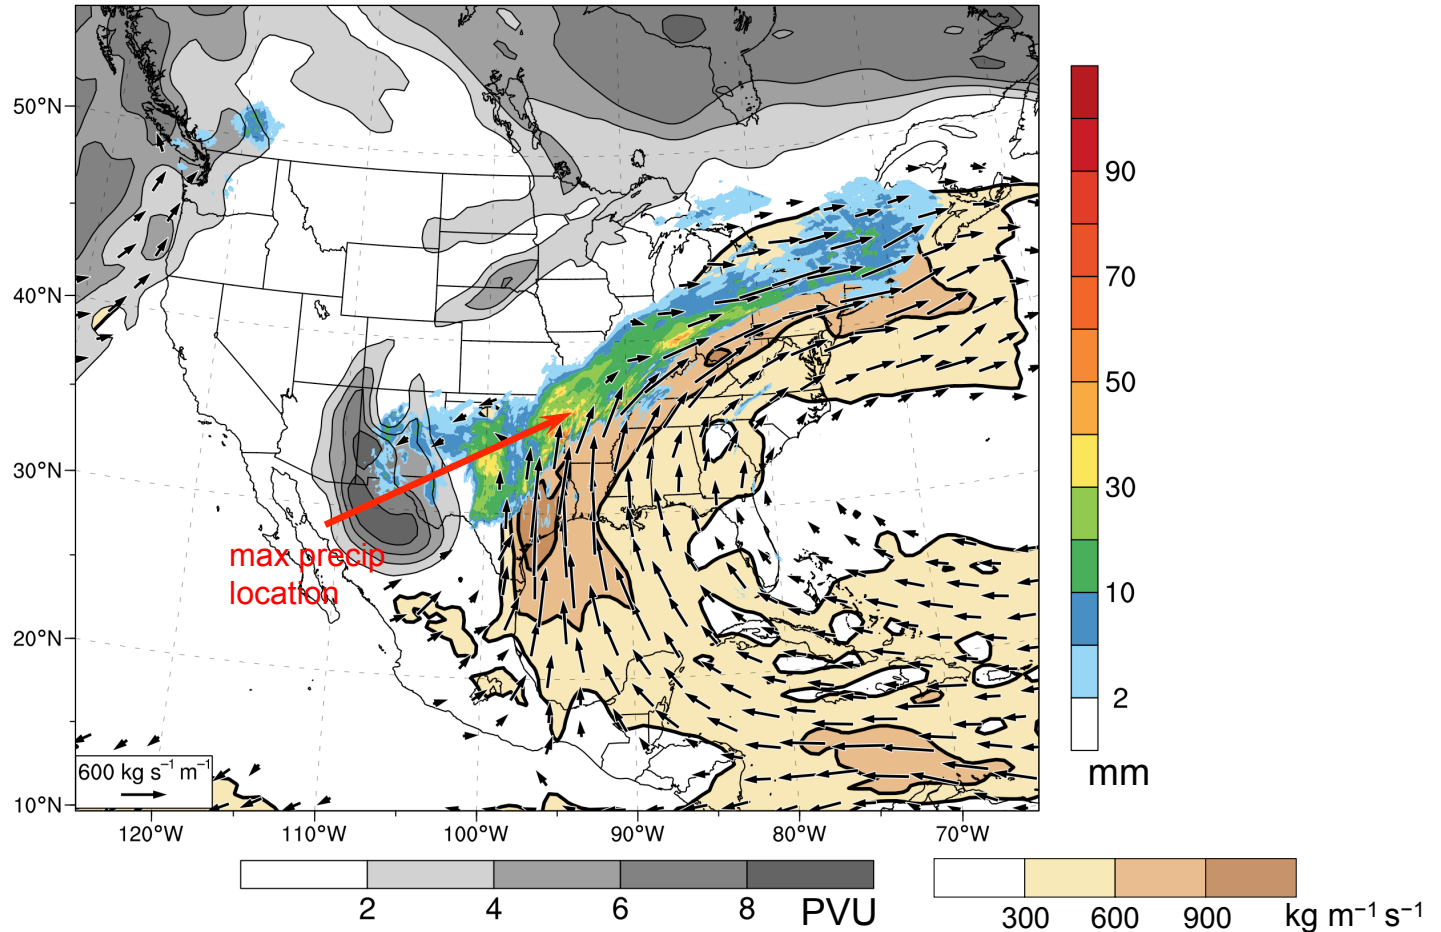 50°N
40°N
30°N
20°N
10°N
max precip
location
600 kg s⁻¹ m⁻¹
120°W 110°W 100°W 90°W 80°W 70°W
90
70
50
30
10
2
mm
2 4 6 8 PVU
300 600 900 kg m⁻¹ s⁻¹